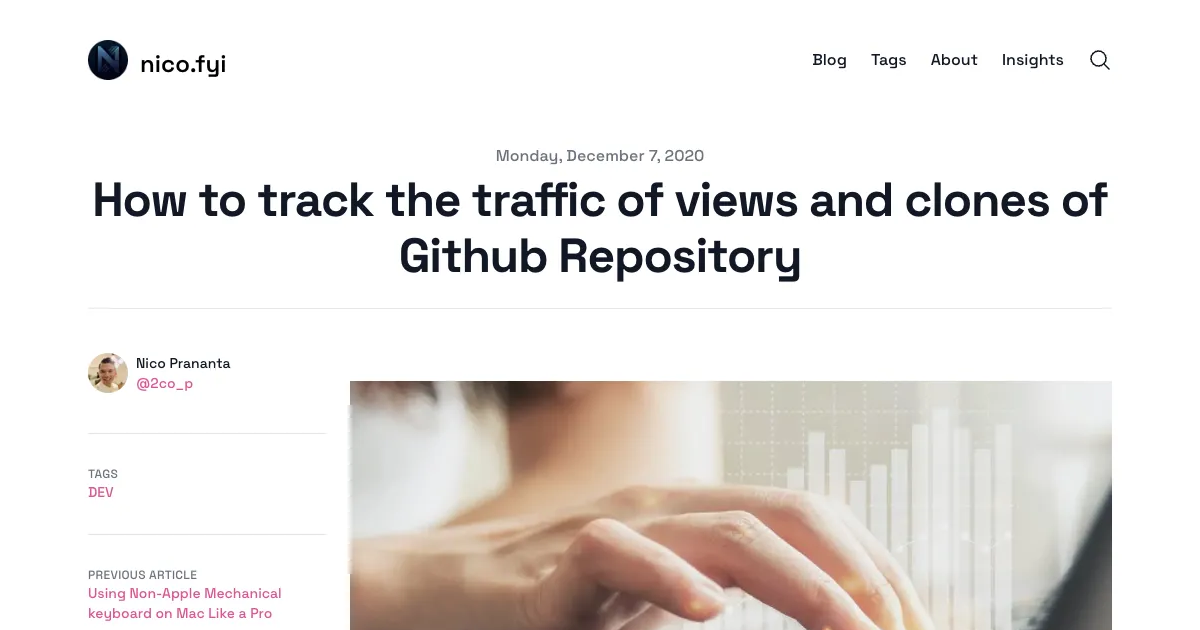 nico.fyi
Blog Tags About Insights
Monday, December 7, 2020
How to track the traffic of views and clones of
Github Repository
Nico Prananta
@2co_p
TAGS
DEV
PREVIOUS ARTICLE
Using Non-Apple Mechanical
keyboard on Mac Like a Pro